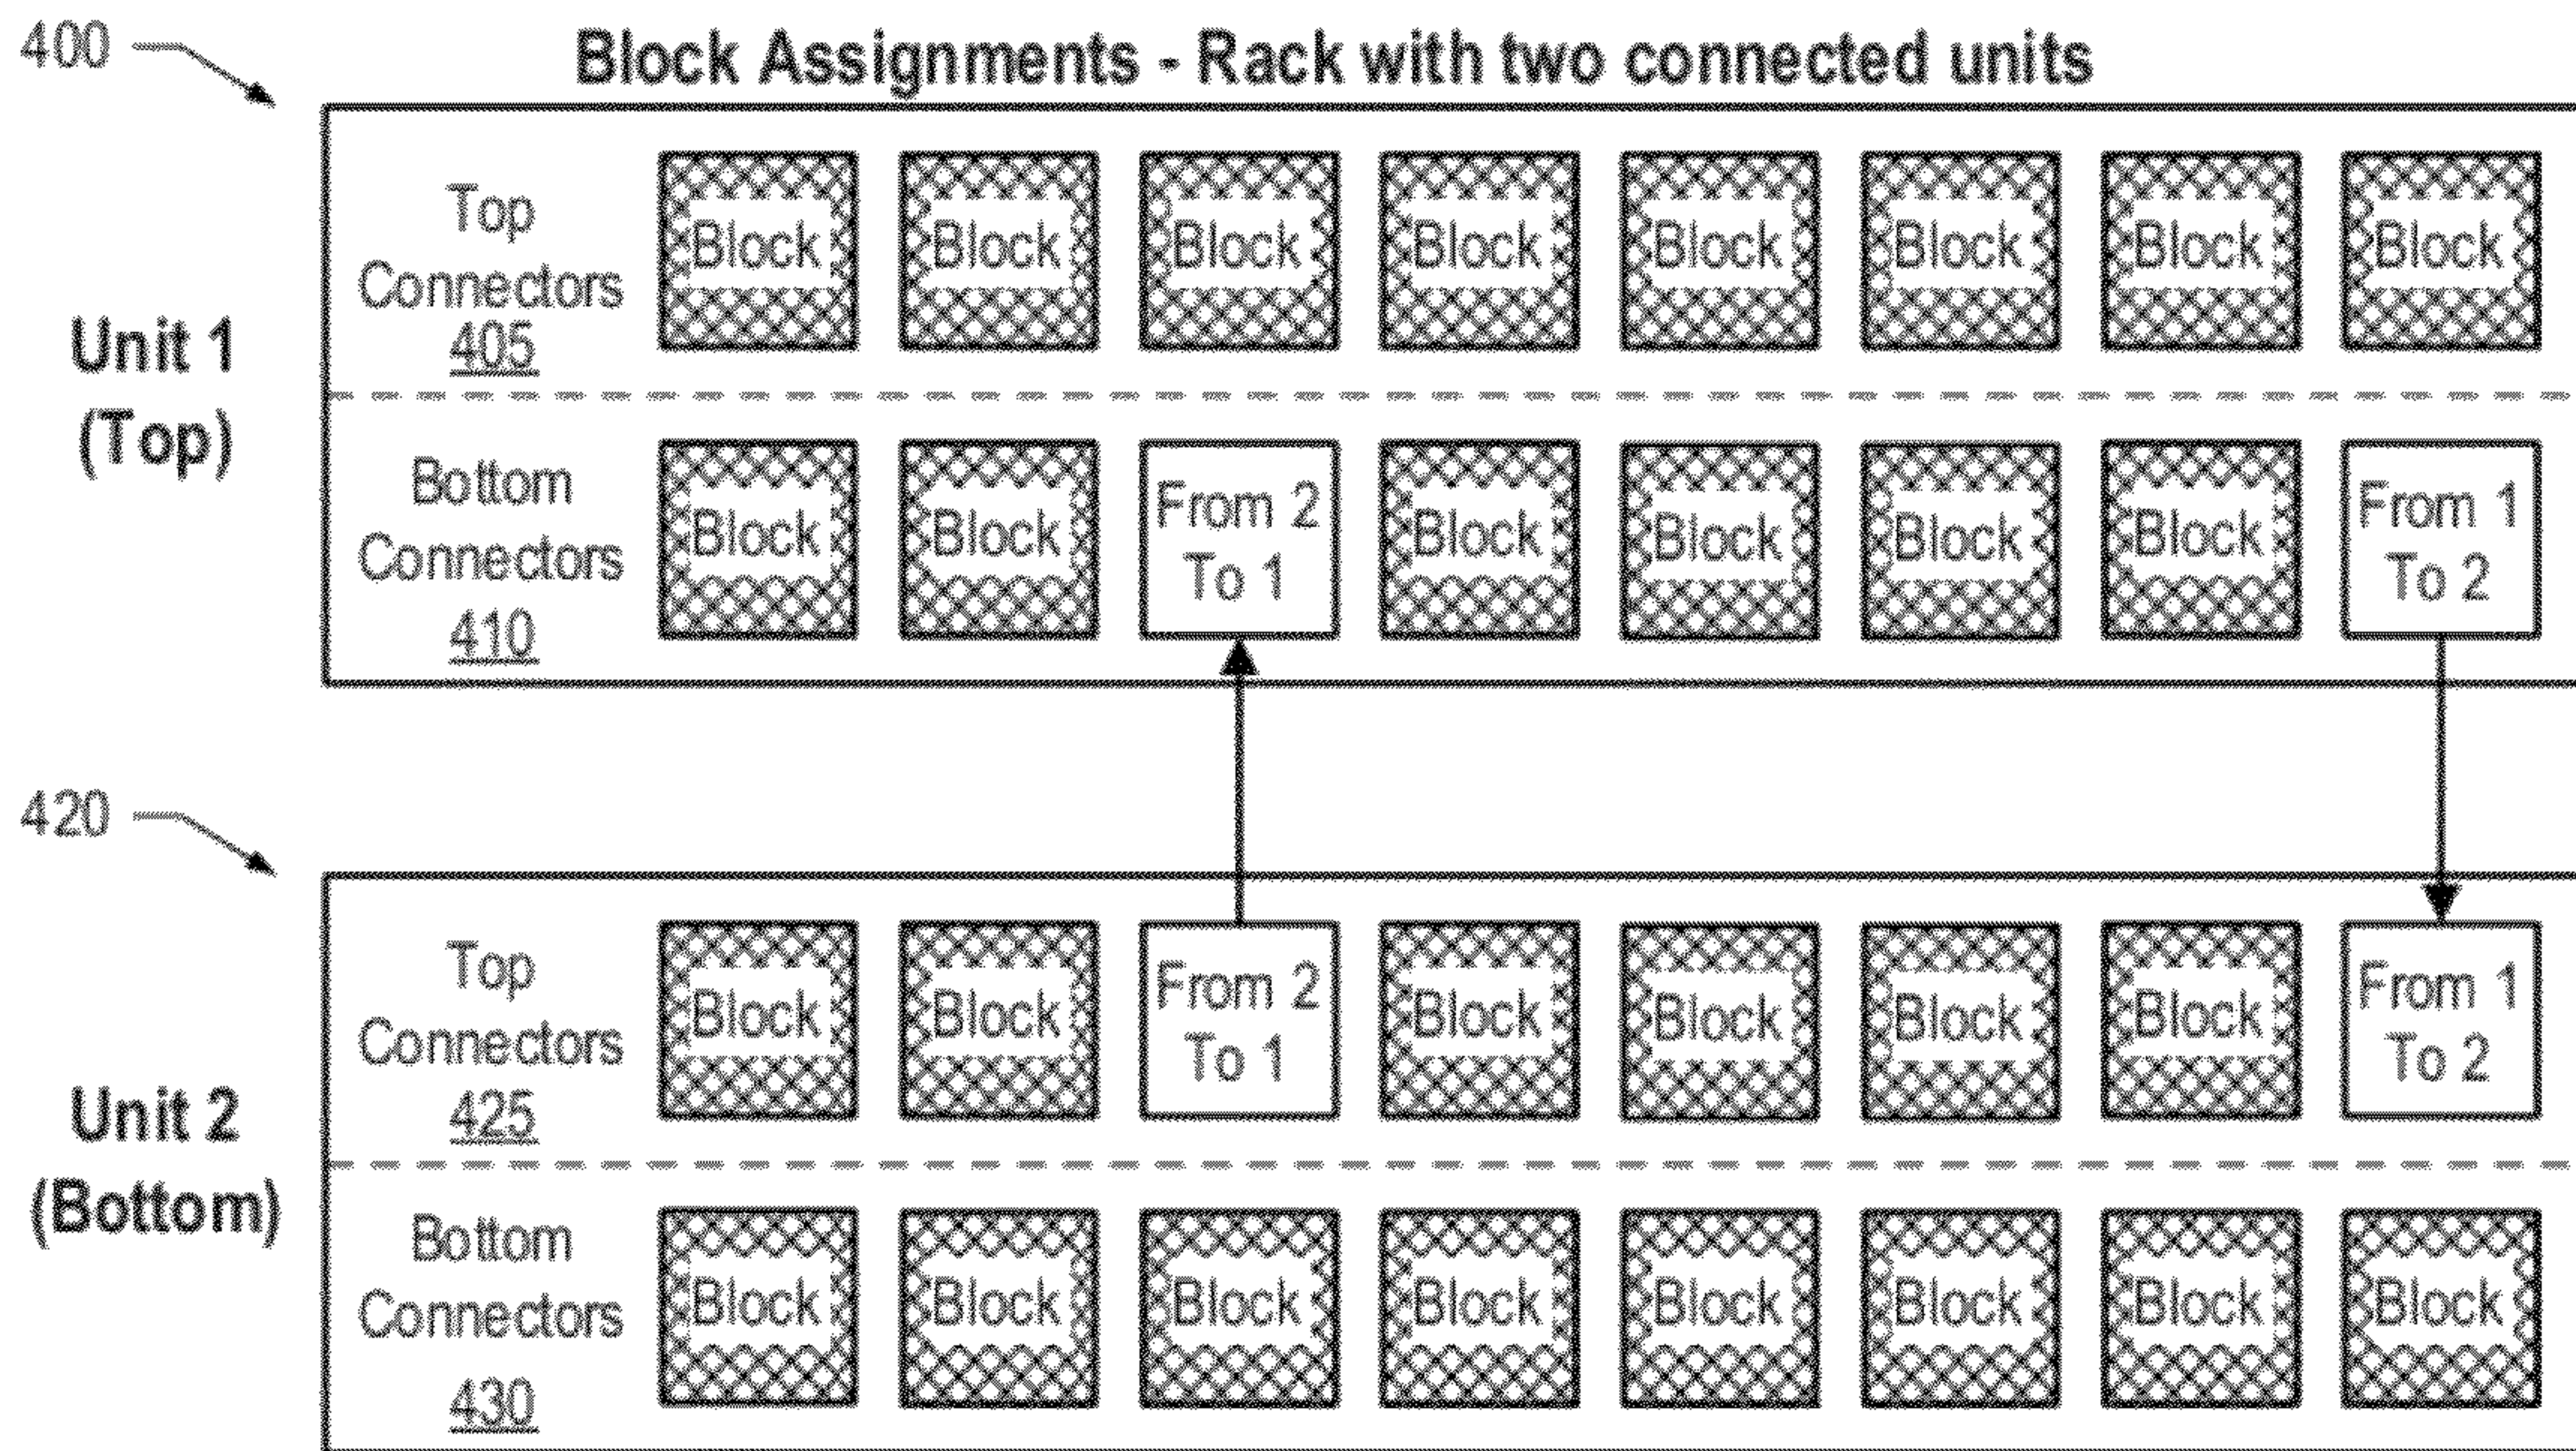 400
Block Assignments - Rack with two connected units
Unit 1
(Top)
Top
Connectors
405
Block Block Block Block Block Block Block Block
Bottom
Connectors
410
Block Block From 2 Block Block Block Block From 1
To 1 To 2
420
Unit 2
(Bottom)
Top
Connectors
425
Block Block From 2 Block Block Block Block From 1
To 1 To 2
Bottom
Connectors
430
Block Block Block Block Block Block Block Block